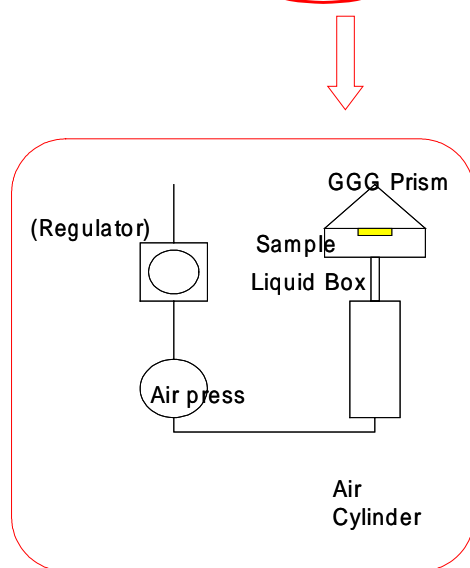 GGG Prism
(Regulator)
Sample
Liquid Box
Air press
Air
Cylinder